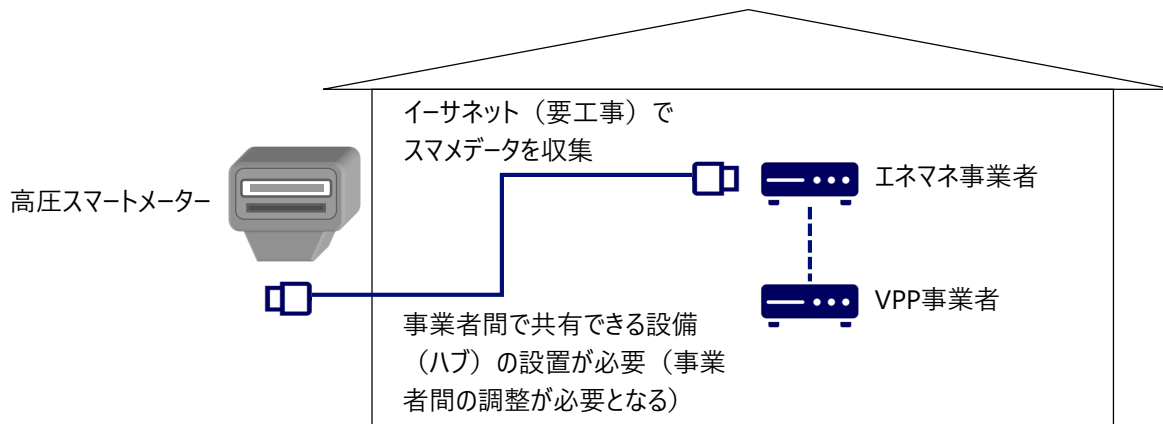 イーサネット（要工事）で
スマメデータを収集
高圧スマートメーター
エネマネ事業者
VPP事業者
事業者間で共有できる設備
（ハブ）の設置が必要（事業
者間の調整が必要となる）